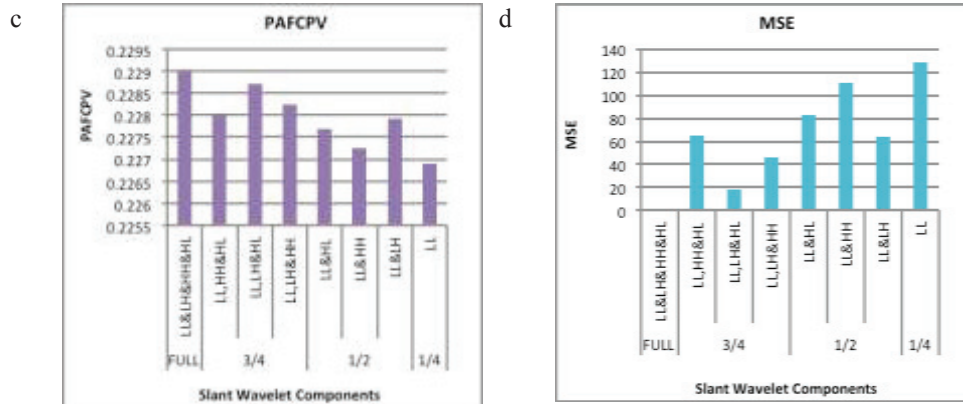 c
PAFCPV
PAFCPV
0.2295
0.229
0.2285
0.228
0.2275
0.227
0.2265
0.226
0.2255
LL&LH&HH&HL
LL,HH&HL
LL,LH&HL
LL,LH&HH
LL&HL
LL&HH
LL&LH
LL
FULL
3/4
1/2
1/4
Slant Wavelet Components
d
MSE
MSE
140
120
100
80
60
40
20
0
LL&LH&HH&HL
LL,HH&HL
LL,LH&HL
LL,LH&HH
LL&HL
LL&HH
LL&LH
LL
FULL
3/4
1/2
1/4
Slant Wavelet Components